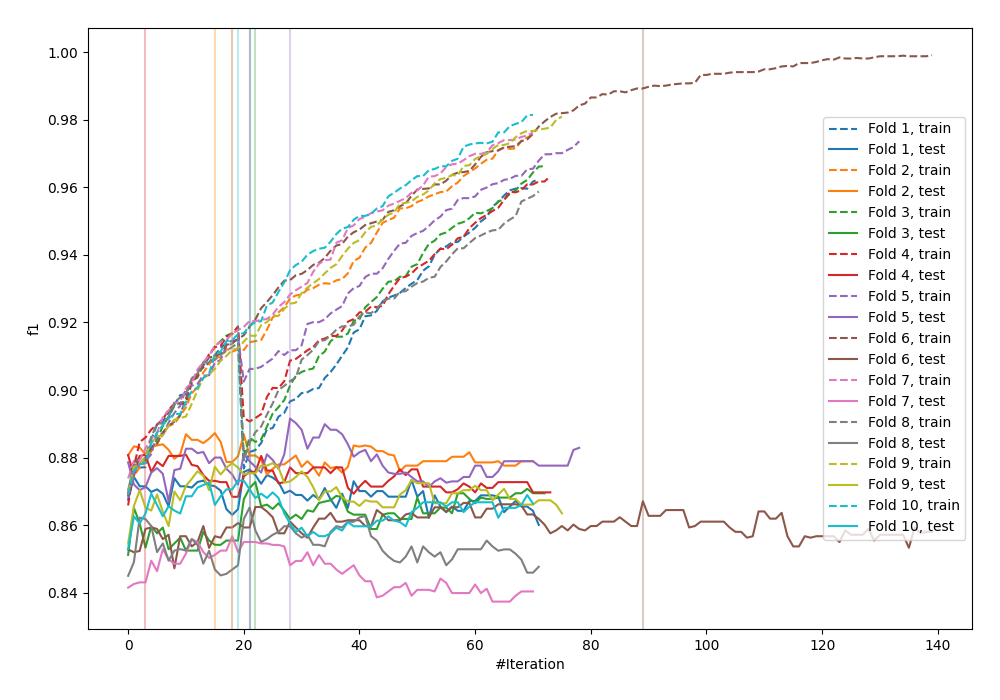 1.00
0.98
0.96
0.94
0.92
0.90
0.88
0.86
0.84
f1
0
20
40
60
80
100
120
140
#Iteration
Fold 1, train
Fold 1, test
Fold 2, train
Fold 2, test
Fold 3, train
Fold 3, test
Fold 4, train
Fold 4, test
Fold 5, train
Fold 5, test
Fold 6, train
Fold 6, test
Fold 7, train
Fold 7, test
Fold 8, train
Fold 8, test
Fold 9, train
Fold 9, test
Fold 10, train
Fold 10, test